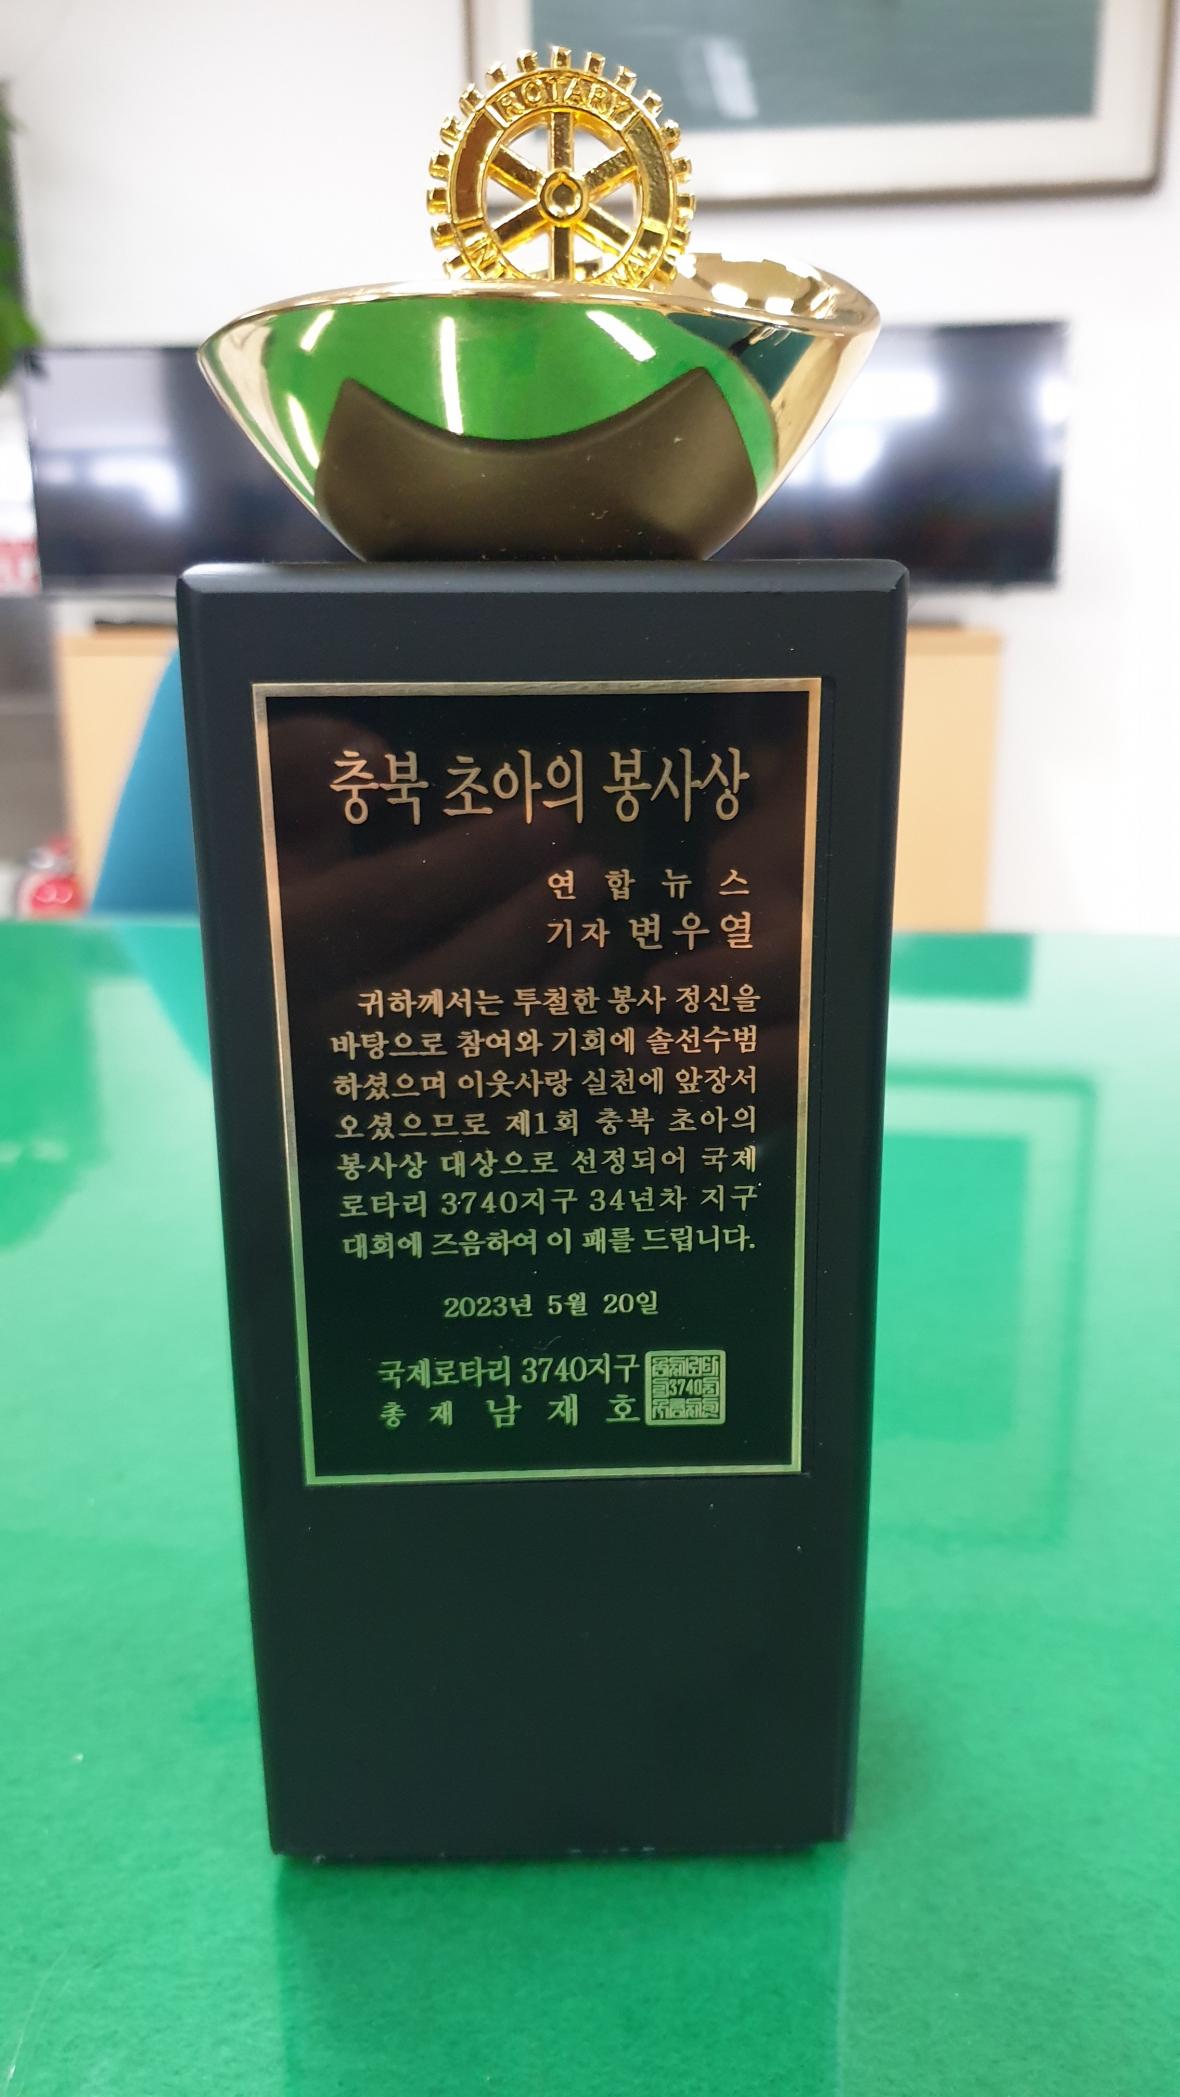 ROTARY
충북 초아의 봉사상
연합뉴스
기자 변우열
귀하께서는 투철한 봉사 정신을
바탕으로 참여와 기회에 솔선수범
하셨으며 이웃사랑 실천에 앞장서
오셨으므로 제1회 충북 초아의
봉사상 대상으로 선정되어 국제
로타리 3740지구 34년차 지구
대회에 즈음하여 이 패를 드립니다.
2023년 5월 20일
국제로타리 3740지구
총재 남재호
3740